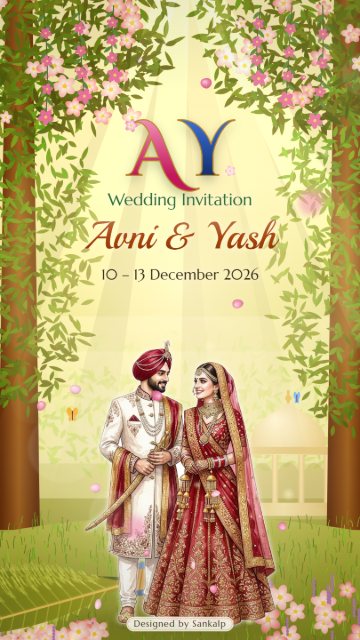 AY
Wedding Invitation
Avni & Yash
10 – 13 December 2026
Designed by Sankalp